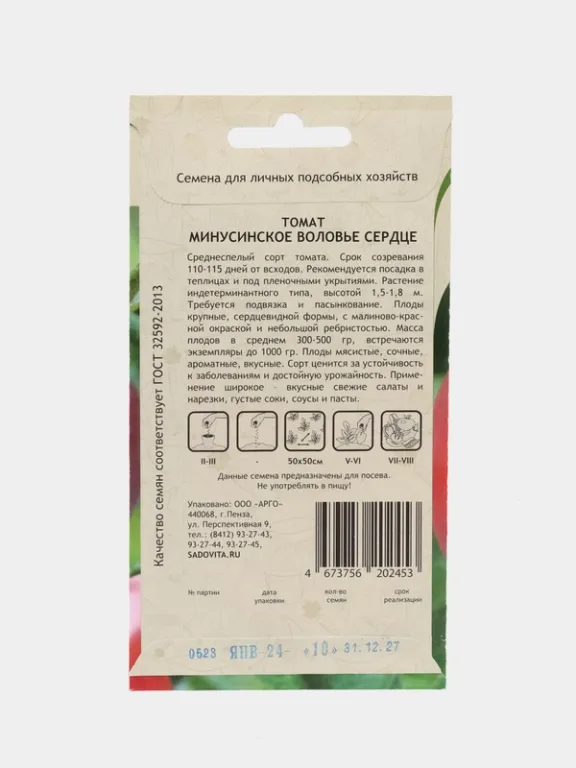 Семена для личных подсобных хозяйств
ТОМАТ
МИНУСИНСКОЕ ВОЛОВЬЕ СЕРДЦЕ
Среднеспелый сорт томата. Срок созревания
110-115 дней от всходов. Рекомендуется посадка в
теплицах и под пленочными укрытиями. Растение
индетерминантного типа, высотой 1,5-1,8 м.
Требуется подвязка и пасынкование. Плоды
крупные, сердцевидной формы, с малиново-крас-
ной окраской и небольшой ребристостью. Масса
плодов в среднем 300-500 гр, встречаются
экземпляры до 1000 гр. Плоды мясистые, сочные,
ароматные, вкусные. Сорт ценится за устойчивость
к заболеваниям и достойную урожайность. Приме-
нение широкое - вкусные свежие салаты и
нарезки, густые соки, соусы и пасты.
II-III - 50х50см V-VI VII-VIII
Данные семена предназначены для посева.
Не употреблять в пищу!
Упаковано: ООО «АРГО»
440068, г.Пенза,
ул. Перспективная 9,
тел.: (8412) 93-27-43,
93-27-44, 93-27-45,
SADOVITA.RU
4 673756 202453
№ партии дата упаковки кол-во семян срок реализации
0523 ЯНВ-24- «10» 31.12.27
Качество семян соответствует ГОСТ 32592-2013